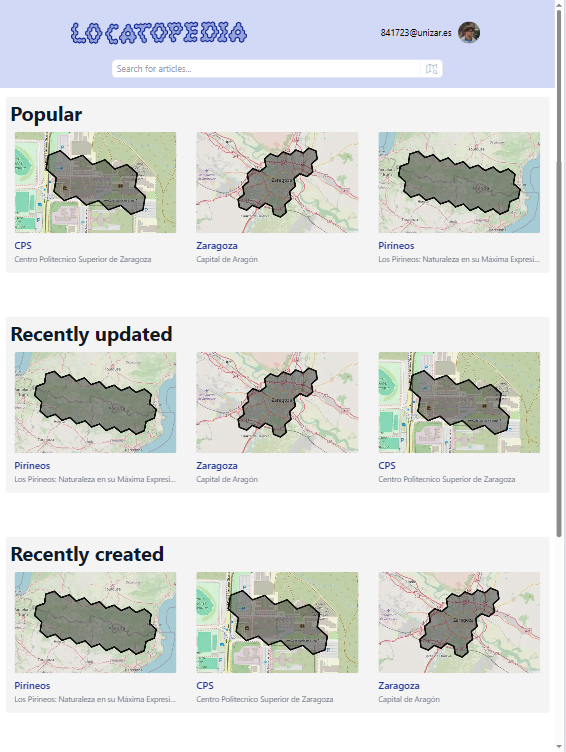 LOCATOPEDIA
841723@unizar.es
Search for articles...
Popular
Zaragoza
CPS
Zaragoza
Pirineos
Centro Politecnico Superior de Zaragoza
Capital de Aragón
Los Pirineos: Naturaleza en su Máxima Expresi...
Recently updated
Zaragoza
Pirineos
Zaragoza
CPS
Los Pirineos: Naturaleza en su Máxima Expresi...
Capital de Aragón
Centro Politecnico Superior de Zaragoza
Recently created
Zaragoza
Pirineos
CPS
Zaragoza
Los Pirineos: Naturaleza en su Máxima Expresi...
Centro Politecnico Superior de Zaragoza
Capital de Aragón